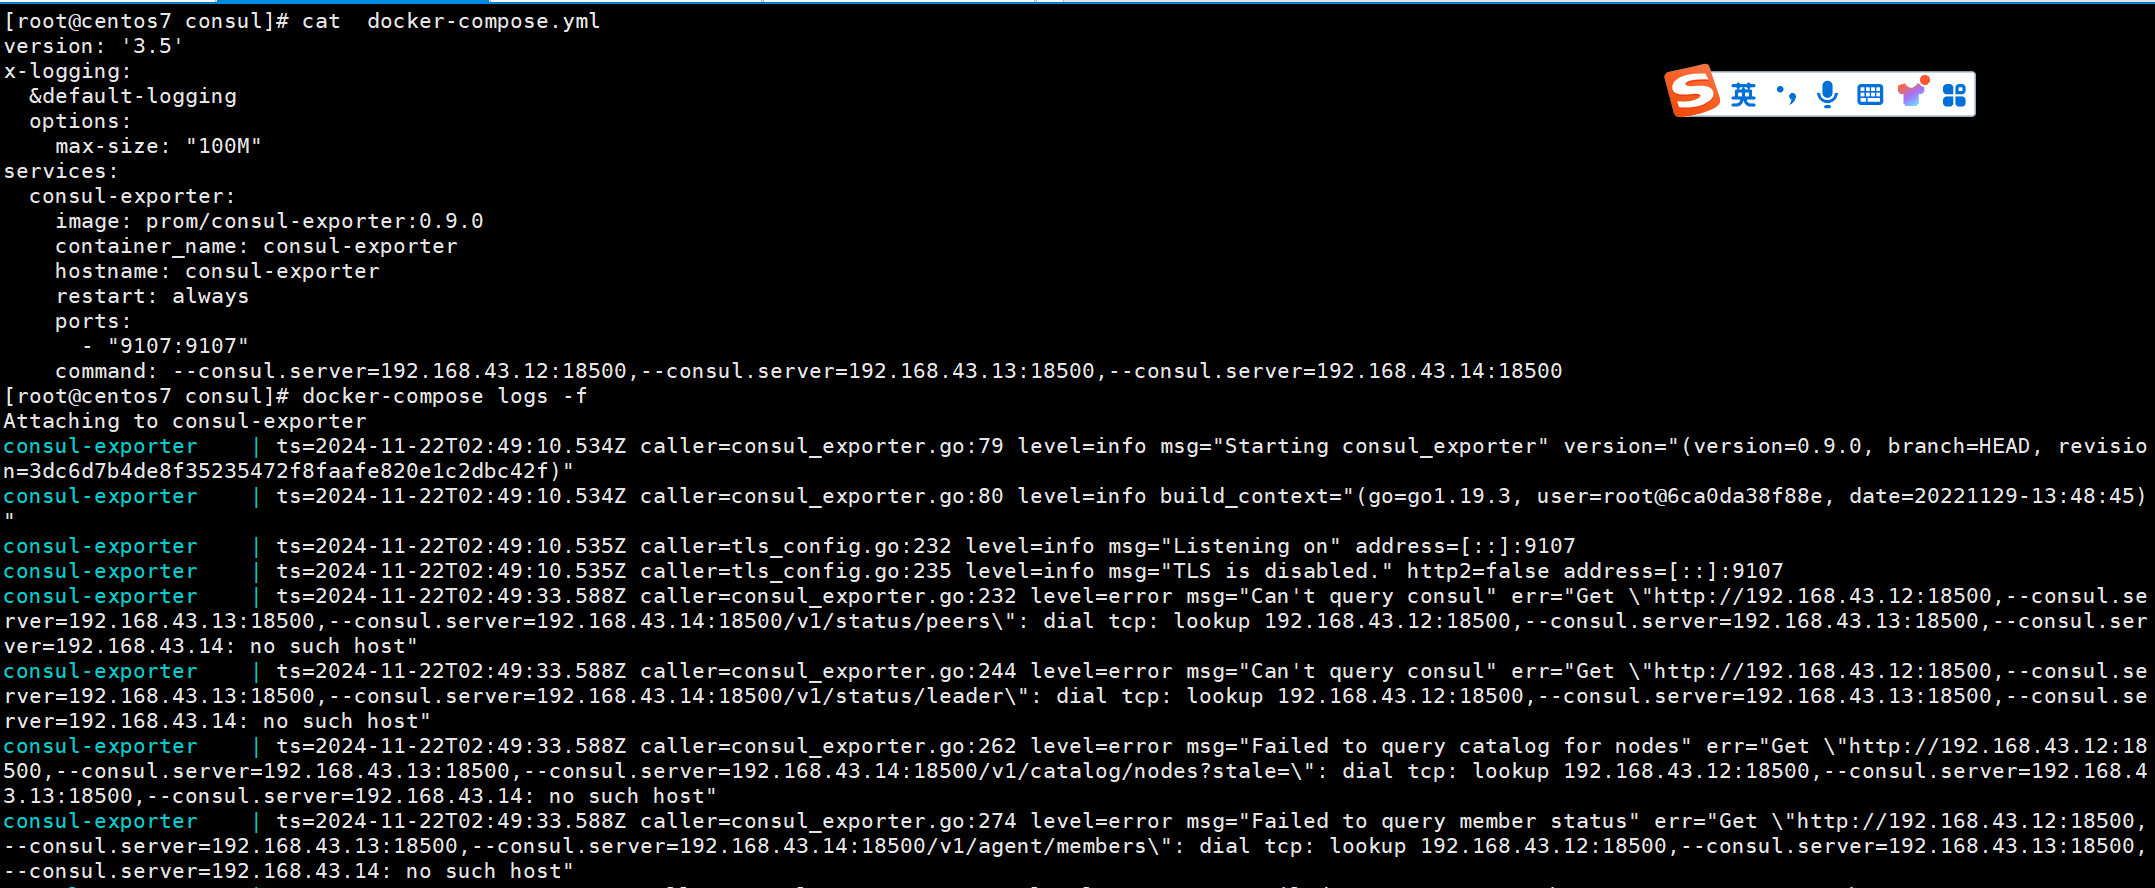 [root@centos7 consul]# cat  docker-compose.yml
version: '3.5'
x-logging:
  &default-logging
  options:
    max-size: "100M"
services:
  consul-exporter:
    image: prom/consul-exporter:0.9.0
    container_name: consul-exporter
    hostname: consul-exporter
    restart: always
    ports:
      - "9107:9107"
    command: --consul.server=192.168.43.12:18500,--consul.server=192.168.43.13:18500,--consul.server=192.168.43.14:18500
[root@centos7 consul]# docker-compose logs -f
Attaching to consul-exporter
consul-exporter    | ts=2024-11-22T02:49:10.534Z caller=consul_exporter.go:79 level=info msg="Starting consul_exporter" version="(version=0.9.0, branch=HEAD, revisio
n=3dc6d7b4de8f35235472f8faafe820e1c2dbc42f)"
consul-exporter    | ts=2024-11-22T02:49:10.534Z caller=consul_exporter.go:80 level=info build_context="(go=go1.19.3, user=root@6ca0da38f88e, date=20221129-13:48:45)
"
consul-exporter    | ts=2024-11-22T02:49:10.535Z caller=tls_config.go:232 level=info msg="Listening on" address=[::]:9107
consul-exporter    | ts=2024-11-22T02:49:10.535Z caller=tls_config.go:235 level=info msg="TLS is disabled." http2=false address=[::]:9107
consul-exporter    | ts=2024-11-22T02:49:33.588Z caller=consul_exporter.go:232 level=error msg="Can't query consul" err="Get \"http://192.168.43.12:18500,--consul.se
rver=192.168.43.13:18500,--consul.server=192.168.43.14:18500/v1/status/peers\": dial tcp: lookup 192.168.43.12:18500,--consul.server=192.168.43.13:18500,--consul.ser
ver=192.168.43.14: no such host"
consul-exporter    | ts=2024-11-22T02:49:33.588Z caller=consul_exporter.go:244 level=error msg="Can't query consul" err="Get \"http://192.168.43.12:18500,--consul.se
rver=192.168.43.13:18500,--consul.server=192.168.43.14:18500/v1/status/leader\": dial tcp: lookup 192.168.43.12:18500,--consul.server=192.168.43.13:18500,--consul.se
rver=192.168.43.14: no such host"
consul-exporter    | ts=2024-11-22T02:49:33.588Z caller=consul_exporter.go:262 level=error msg="Failed to query catalog for nodes" err="Get \"http://192.168.43.12:18
500,--consul.server=192.168.43.13:18500,--consul.server=192.168.43.14:18500/v1/catalog/nodes?stale=\": dial tcp: lookup 192.168.43.12:18500,--consul.server=192.168.4
3.13:18500,--consul.server=192.168.43.14: no such host"
consul-exporter    | ts=2024-11-22T02:49:33.588Z caller=consul_exporter.go:274 level=error msg="Failed to query member status" err="Get \"http://192.168.43.12:18500,
--consul.server=192.168.43.13:18500,--consul.server=192.168.43.14:18500/v1/agent/members\": dial tcp: lookup 192.168.43.12:18500,--consul.server=192.168.43.13:18500,
--consul.server=192.168.43.14: no such host"
S 英